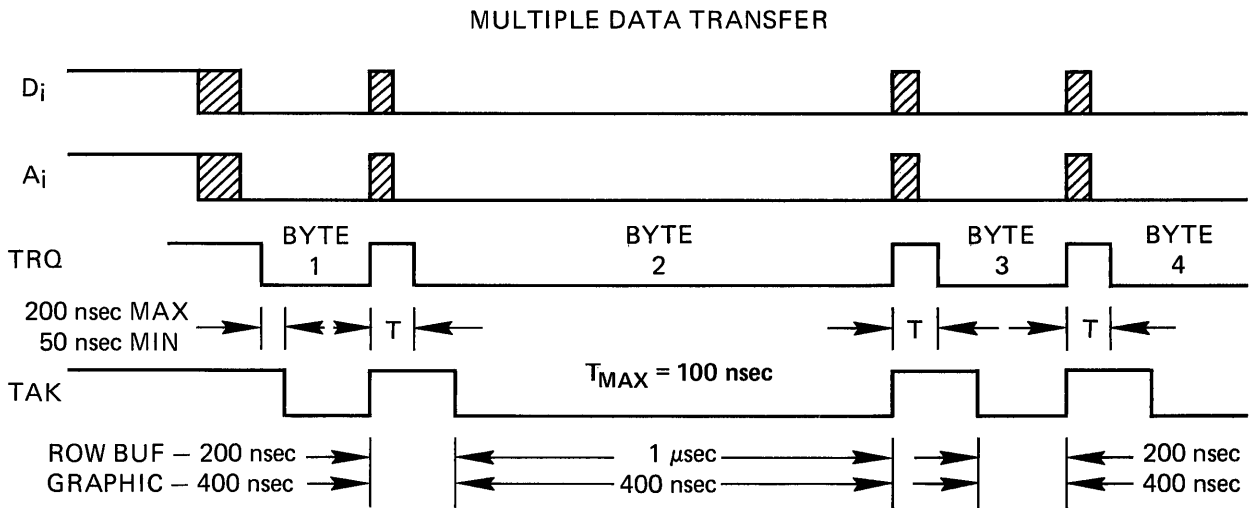 MULTIPLE DATA TRANSFER
Di
Ai
TRQ
BYTE 1
BYTE 2
BYTE 3
BYTE 4
200 nsec MAX
50 nsec MIN
T
T
T
TAK
TMAX = 100 nsec
ROW BUF – 200 nsec
1 μsec
200 nsec
GRAPHIC – 400 nsec
400 nsec
400 nsec